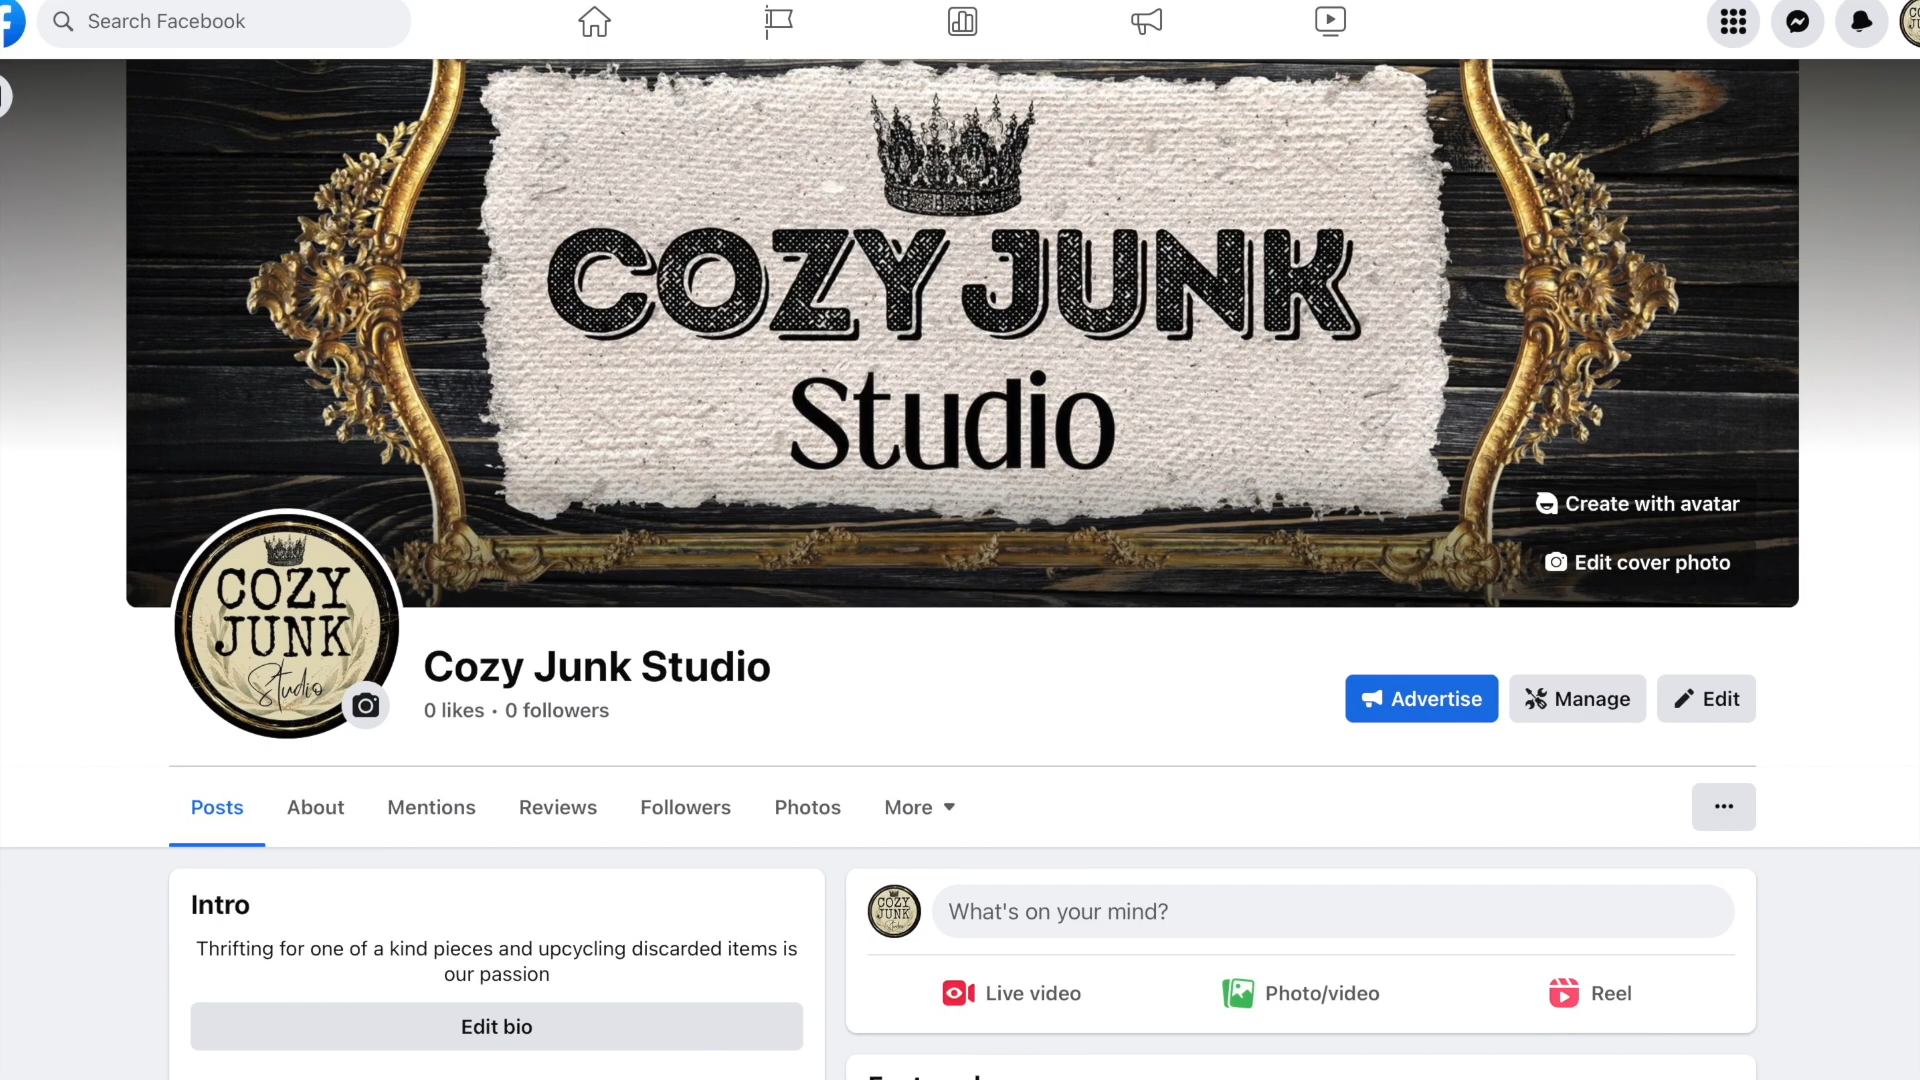 Search Facebook
COZY JUNK
Studio
Create with avatar
Edit cover photo
COZY
JUNK
Studio
Cozy Junk Studio
0 likes • 0 followers
Advertise
Manage
Edit
Posts
About
Mentions
Reviews
Followers
Photos
More
Intro
Thrifting for one of a kind pieces and upcycling discarded items is
our passion
Edit bio
COZY
JUNK
What's on your mind?
Live video
Photo/video
Reel